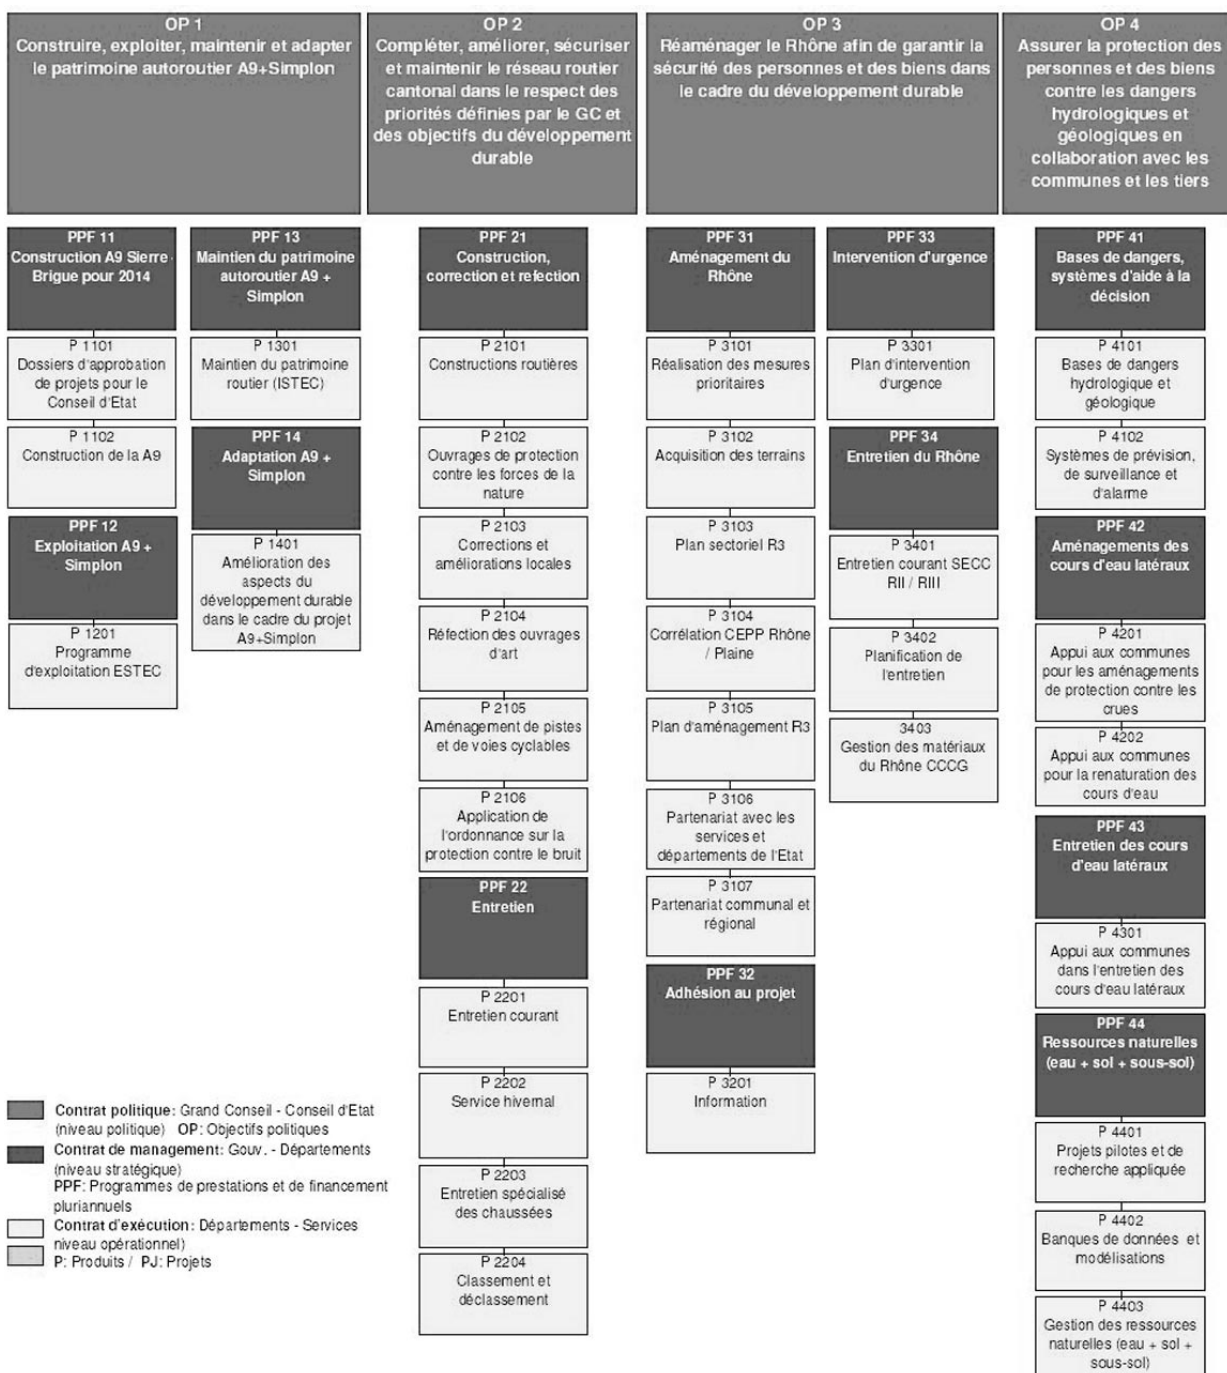 OP 1
Construire, exploiter, maintenir et adapter
le patrimoine autoroutier A9+Simplon
OP 2
Compléter, améliorer, sécuriser
et maintenir le réseau routier
cantonal dans le respect des
priorités définies par le GC et
des objectifs du développement
durable
OP 3
Réaménager le Rhône afin de garantir la
sécurité des personnes et des biens dans
le cadre du développement durable
OP 4
Assurer la protection des
personnes et des biens
contre les dangers
hydrologiques et
géologiques en
collaboration avec les
communes et les tiers
PPF 11
Construction A9 Sierre -
Brigue pour 2014
P 1101
Dossiers d'approbation
de projets pour le
Conseil d'Etat
P 1102
Construction de la A9
PPF 12
Exploitation A9 +
Simplon
P 1201
Programme
d'exploitation ESTEC
PPF 13
Maintien du patrimoine
autoroutier A9 +
Simplon
P 1301
Maintien du patrimoine
routier (ISTEC)
PPF 14
Adaptation A9 +
Simplon
P 1401
Amélioration des
aspects du
développement durable
dans le cadre du projet
A9+Simplon
PPF 21
Construction,
correction et refection
P 2101
Constructions routières
P 2102
Ouvrages de protection
contre les forces de la
nature
P 2103
Corrections et
améliorations locales
P 2104
Réfection des ouvrages
d'art
P 2105
Aménagement de pistes
et de voies cyclables
P 2106
Application de
l'ordonnance sur la
protection contre le bruit
PPF 22
Entretien
P 2201
Entretien courant
P 2202
Service hivernal
P 2203
Entretien spécialisé
des chaussées
P 2204
Classement et
déclassement
PPF 31
Aménagement du
Rhône
P 3101
Réalisation des mesures
prioritaires
P 3102
Acquisition des terrains
P 3103
Plan sectoriel R3
P 3104
Corrélation CEPP Rhône
/ Plaine
P 3105
Plan d'aménagement R3
P 3106
Partenariat avec les
services et
départements de l'Etat
P 3107
Partenariat communal et
régional
PPF 32
Adhésion au projet
P 3201
Information
PPF 33
Intervention d'urgence
P 3301
Plan d'intervention
d'urgence
PPF 34
Entretien du Rhône
P 3401
Entretien courant SECC
RII / RIII
P 3402
Planification de
l'entretien
3403
Gestion des matériaux
du Rhône CCCG
PPF 41
Bases de dangers,
systèmes d'aide à la
décision
P 4101
Bases de dangers
hydrologique et
géologique
P 4102
Systèmes de prévision,
de surveillance et
d'alarme
PPF 42
Aménagements des
cours d'eau latéraux
P 4201
Appui aux communes
pour les aménagements
de protection contre les
crues
P 4202
Appui aux communes
pour la renaturation des
cours d'eau
PPF 43
Entretien des cours
d'eau latéraux
P 4301
Appui aux communes
dans l'entretien des
cours d'eau latéraux
PPF 44
Ressources naturelles
(eau + sol + sous-sol)
P 4401
Projets pilotes et de
recherche appliquée
P 4402
Banques de données et
modélisations
P 4403
Gestion des ressources
naturelles (eau + sol +
sous-sol)
Contrat politique: Grand Conseil - Conseil d'Etat
(niveau politique) OP: Objectifs politiques
Contrat de management: Gouv. - Départements
(niveau stratégique)
PPF: Programmes de prestations et de financement
pluriannuels
Contrat d'exécution: Départements - Services
niveau opérationnel)
P: Produits / PJ: Projets